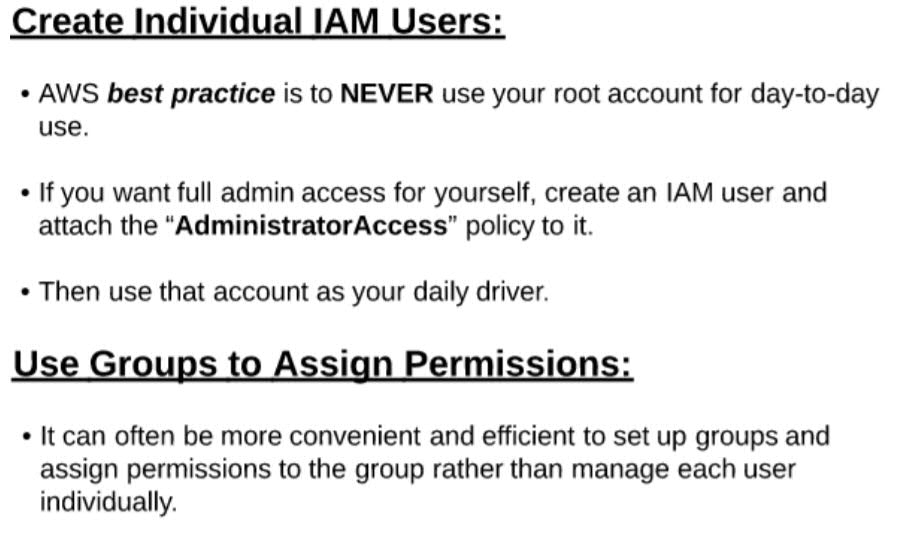 Create Individual IAM Users:
• AWS best practice is to NEVER use your root account for day-to-day
use.
• If you want full admin access for yourself, create an IAM user and
attach the “AdministratorAccess” policy to it.
• Then use that account as your daily driver.
Use Groups to Assign Permissions:
• It can often be more convenient and efficient to set up groups and
assign permissions to the group rather than manage each user
individually.